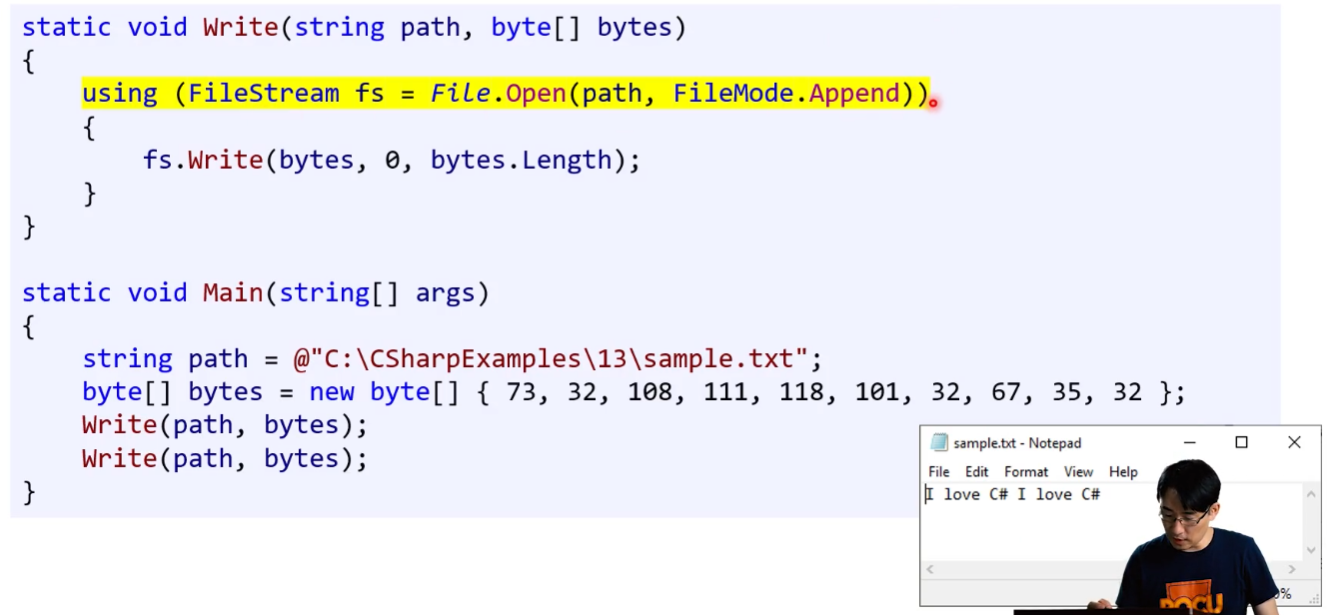 static void Write(string path, byte[] bytes)
{
using (FileStream fs = File.Open(path, FileMode.Append))
{
fs.Write(bytes, 0, bytes.Length);
}
}
static void Main(string[] args)
{
string path = @"C:\CSharpExamples\13\sample.txt";
byte[] bytes = new byte[] { 73, 32, 108, 111, 118, 101, 32, 67, 35, 32 };
Write(path, bytes);
Write(path, bytes);
}
sample.txt - Notepad
File Edit Format View Help
I love C# I love C#